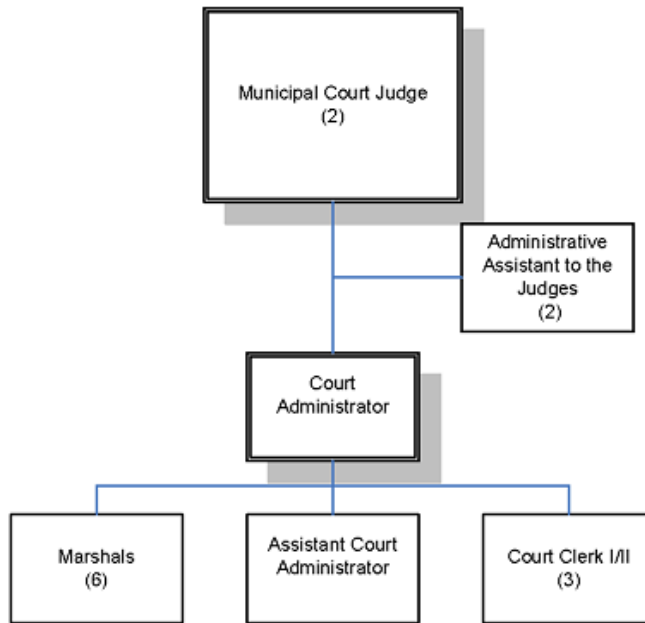 Municipal Court Judge
(2)
Administrative
Assistant to the
Judges
(2)
Court
Administrator
Marshals
(6)
Assistant Court
Administrator
Court Clerk I/II
(3)